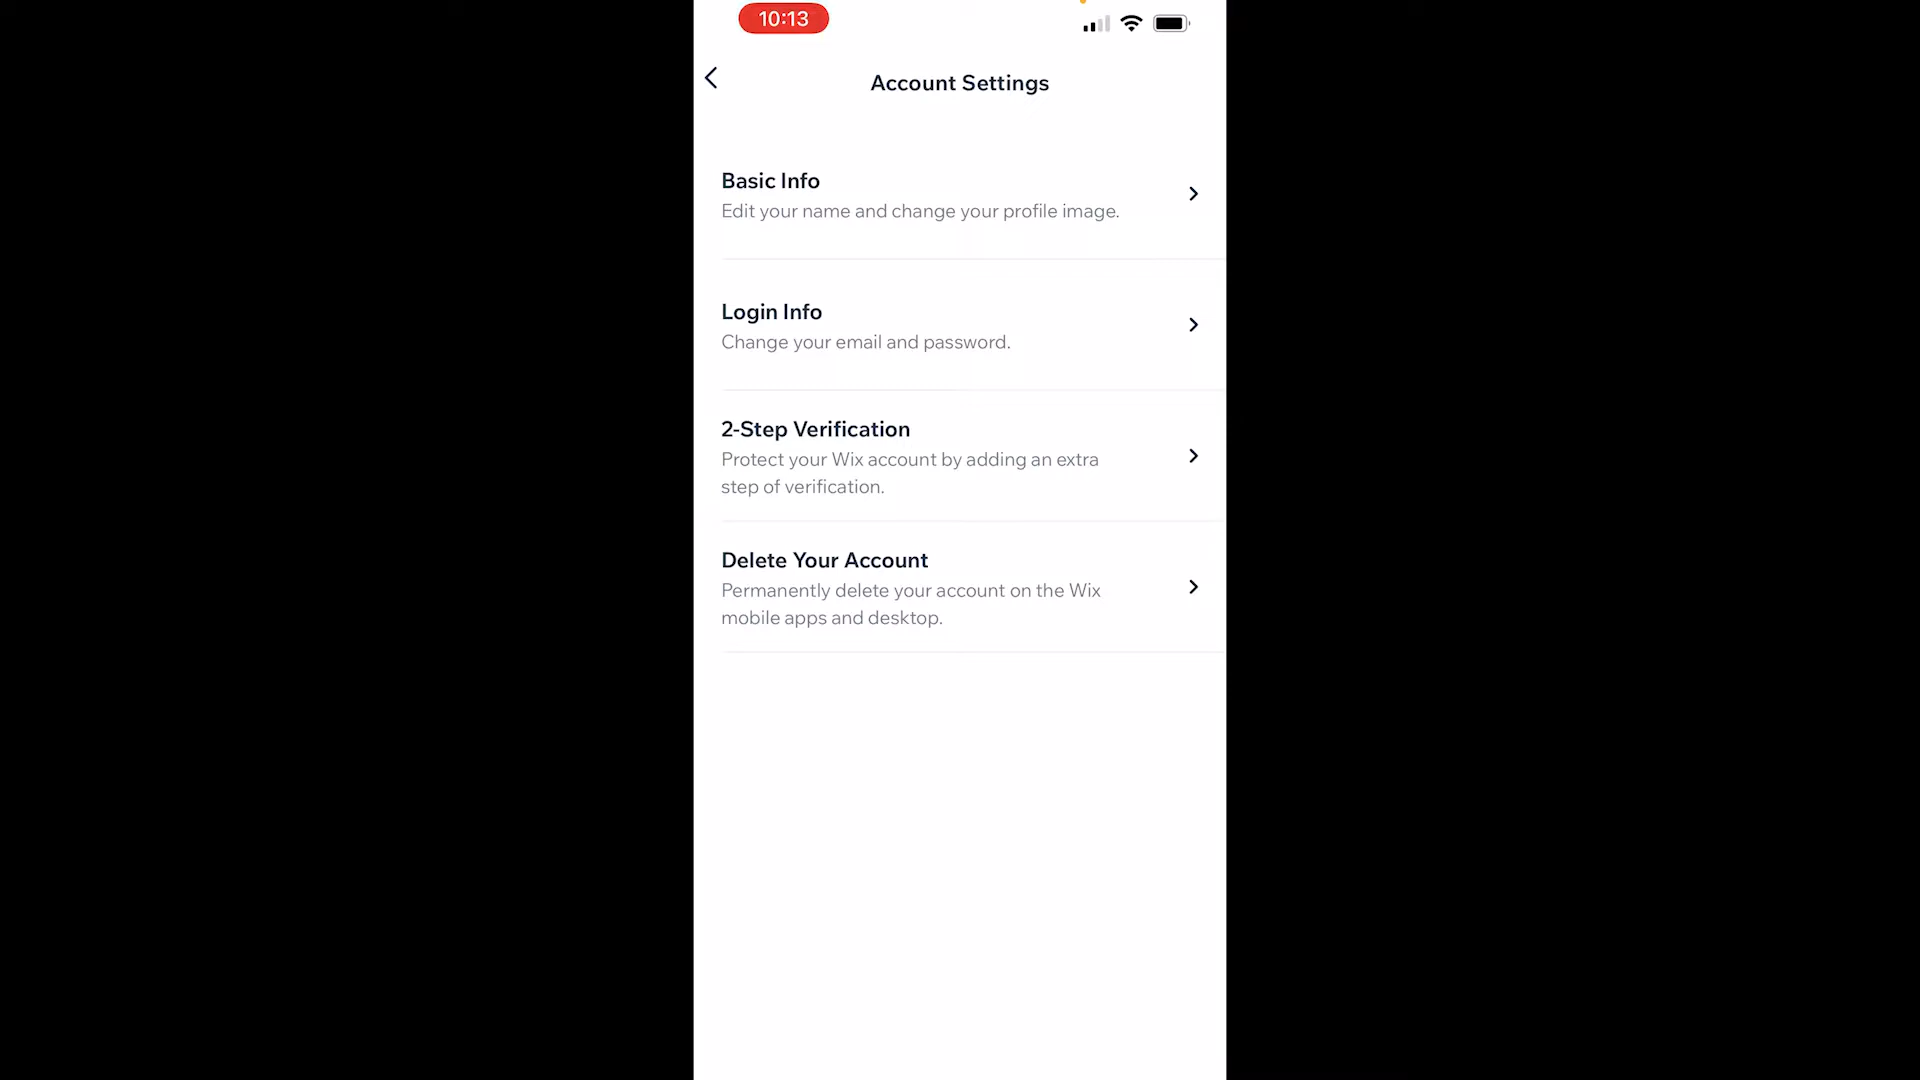 10:13
Account Settings
Basic Info
Edit your name and change your profile image.
Login Info
Change your email and password.
2-Step Verification
Protect your Wix account by adding an extra
step of verification.
Delete Your Account
Permanently delete your account on the Wix
mobile apps and desktop.